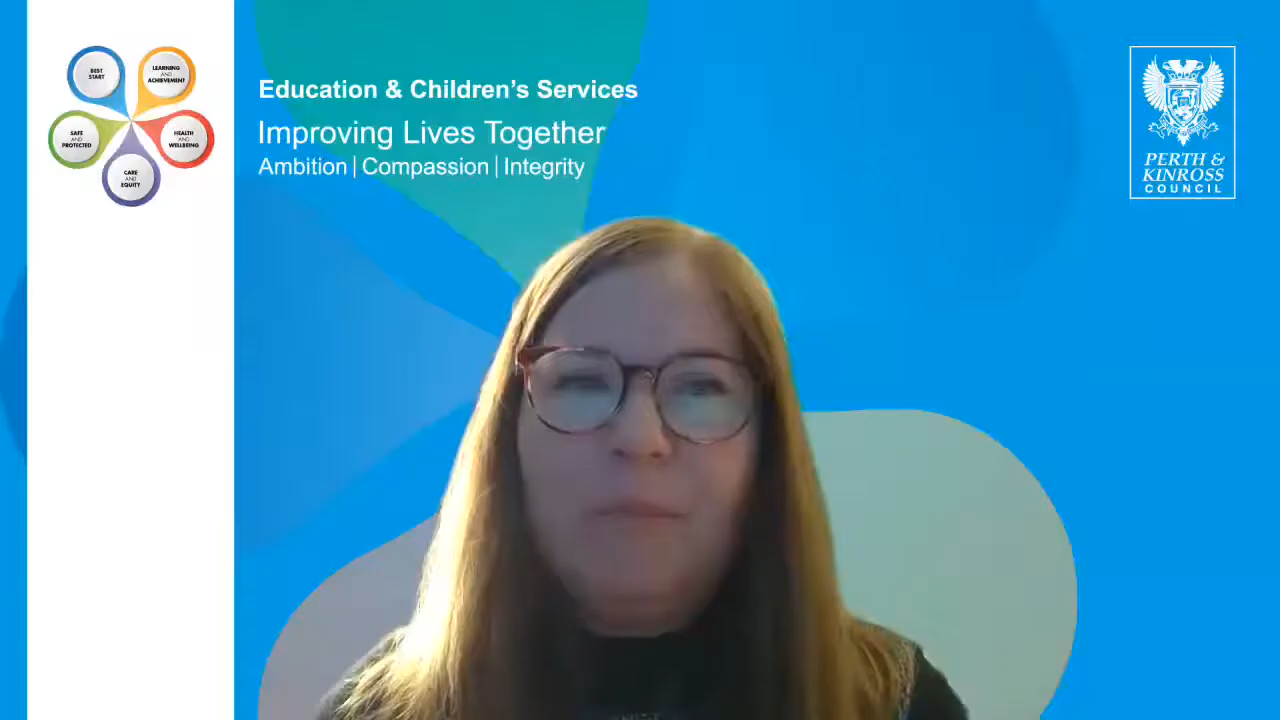 BEST
START
LEARNING
AND
ACHIEVEMENT
SAFE
AND
PROTECTED
HEALTH
AND
WELLBEING
CARE
AND
EQUITY
Education & Children's Services
Improving Lives Together
Ambition | Compassion | Integrity
PERTH &
KINROSS
COUNCIL